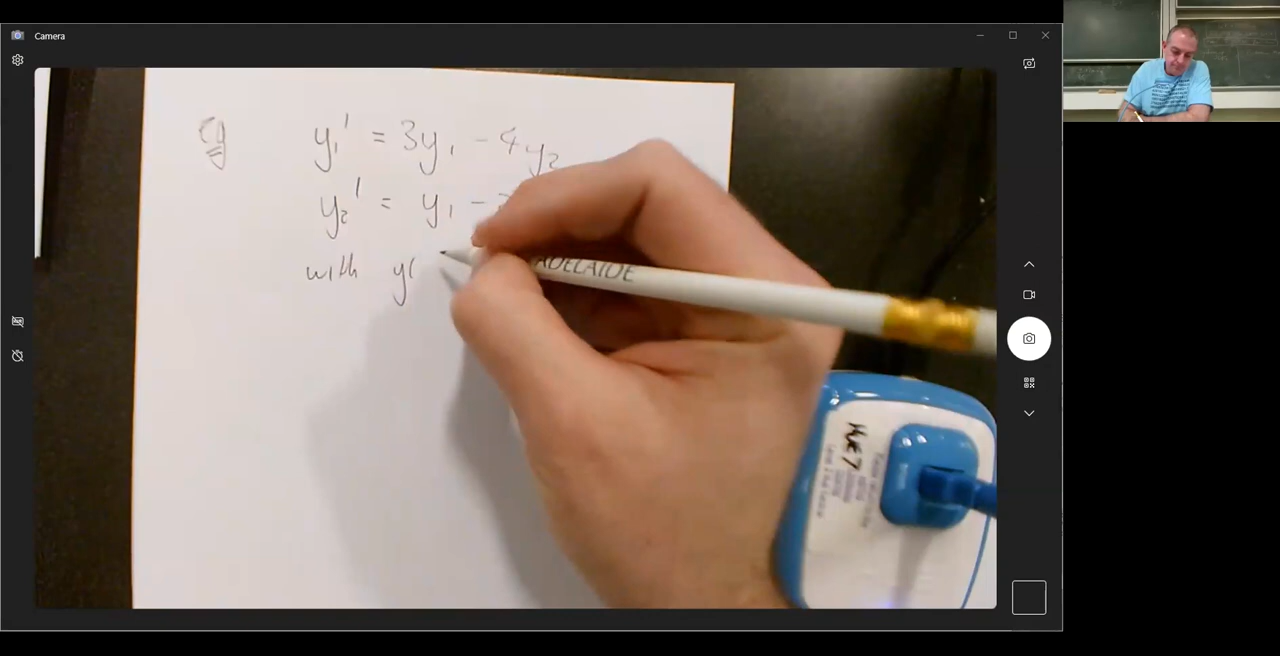 Camera
eg y₁' = 3y₁ - 4y₂
y₂' = y₁ -
with y(
ADELAIDE